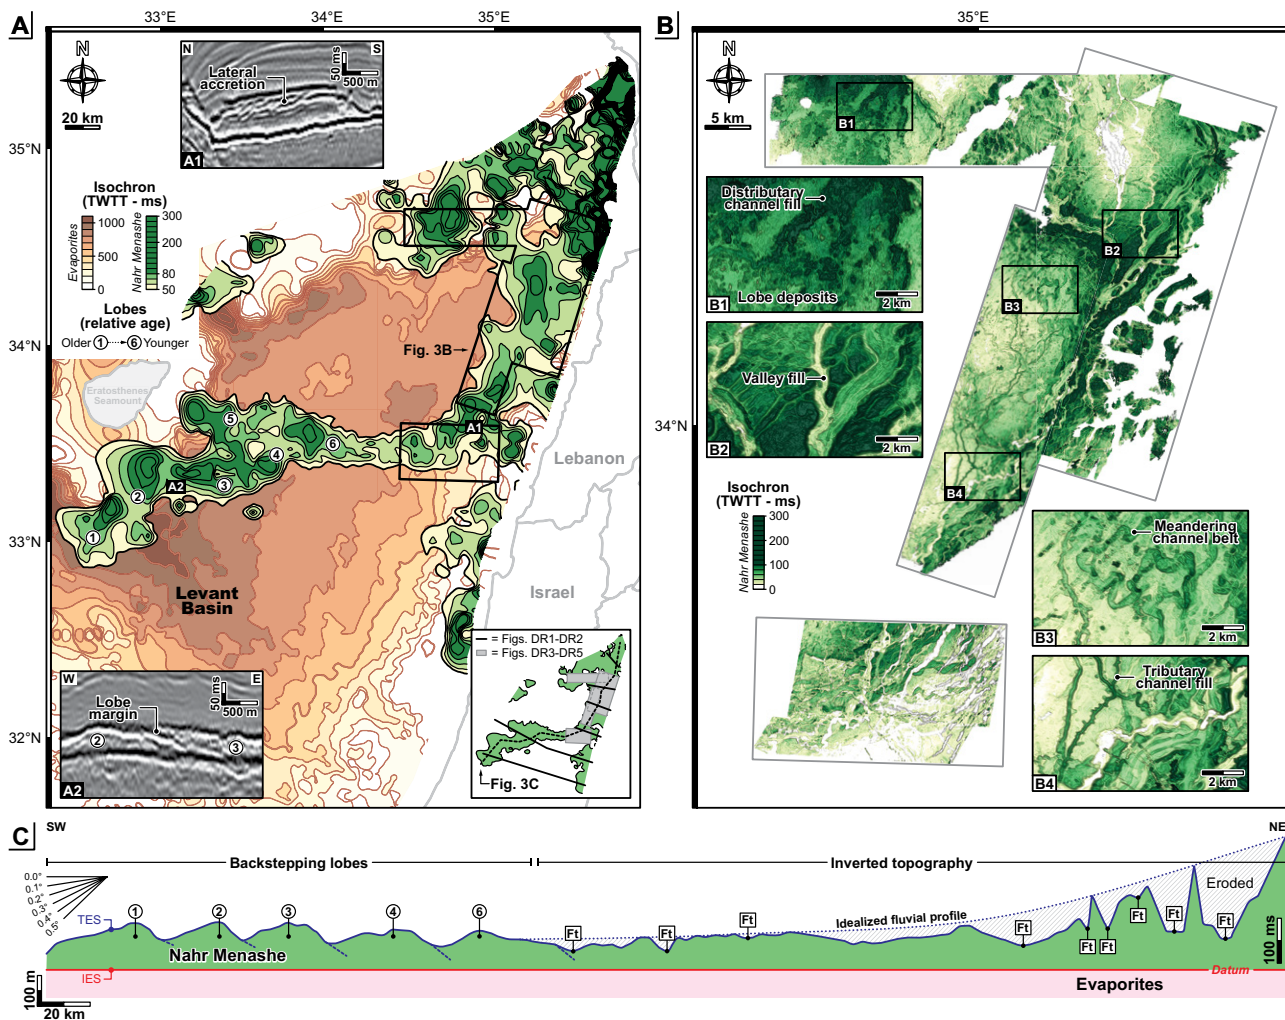 A
33°E
34°E
35°E
N
20 km
35°N
34°N
33°N
32°N
N
S
Lateral
accretion
50 ms
500 m
A1
Isochron
(TWTT - ms)
Evaporites
1000
500
0
Nahr Menashe
300
200
80
50
Lobes
(relative age)
Older 1 6 Younger
Eratosthenes
Seamount
Fig. 3B
A1
A2
1
2
3
4
5
6
Levant
Basin
Lebanon
Israel
W
E
Lobe
margin
50 ms
500 m
2
3
A2
= Figs. DR1-DR2
= Figs. DR3-DR5
Fig. 3C
B
35°E
N
5 km
34°N
B1
B2
B3
B4
Distributary
channel fill
Lobe deposits
B1
2 km
Valley fill
B2
2 km
Isochron
(TWTT - ms)
Nahr Menashe
300
200
100
0
Meandering
channel belt
B3
2 km
Tributary
channel fill
B4
2 km
C
SW
NE
Backstepping lobes
Inverted topography
0.0°
0.1°
0.2°
0.3°
0.4°
0.5°
TES
1
2
3
4
6
Ft
Ft
Ft
Idealized fluvial profile
Ft
Ft
Ft
Ft
Ft
Ft
Eroded
100 ms
Nahr Menashe
IES
Datum
Evaporites
100 m
20 km